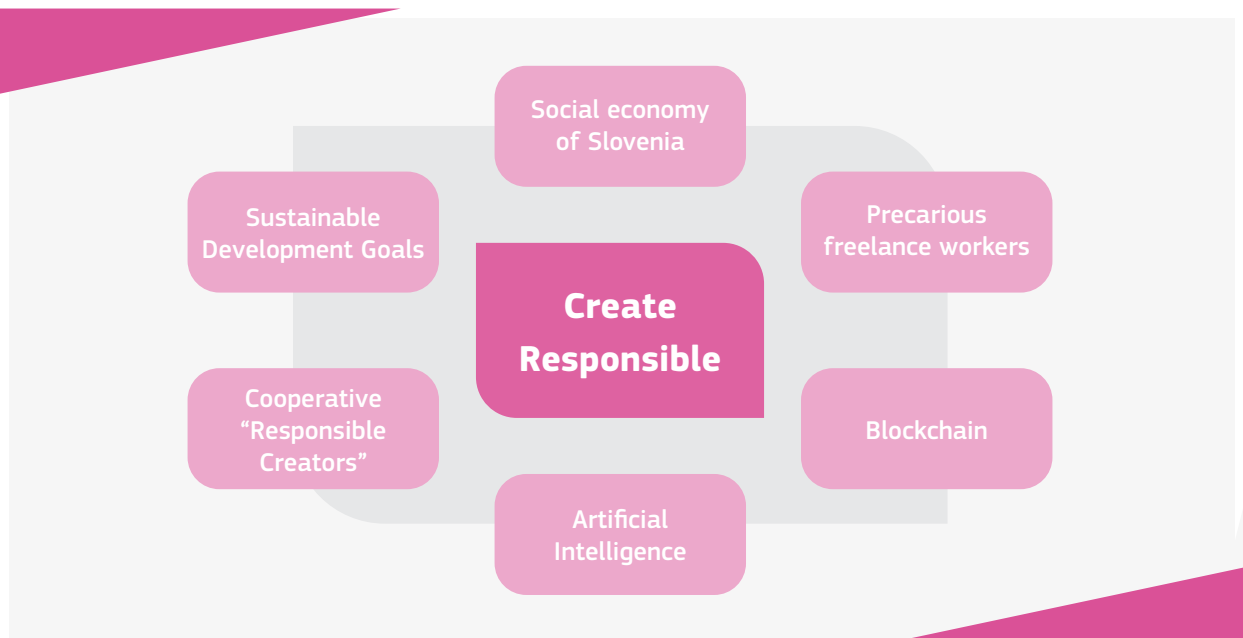 Social economy
of Slovenia
Sustainable
Development Goals
Precarious
freelance workers
Create
Responsible
Cooperative
“Responsible
Creators”
Blockchain
Artificial
Intelligence